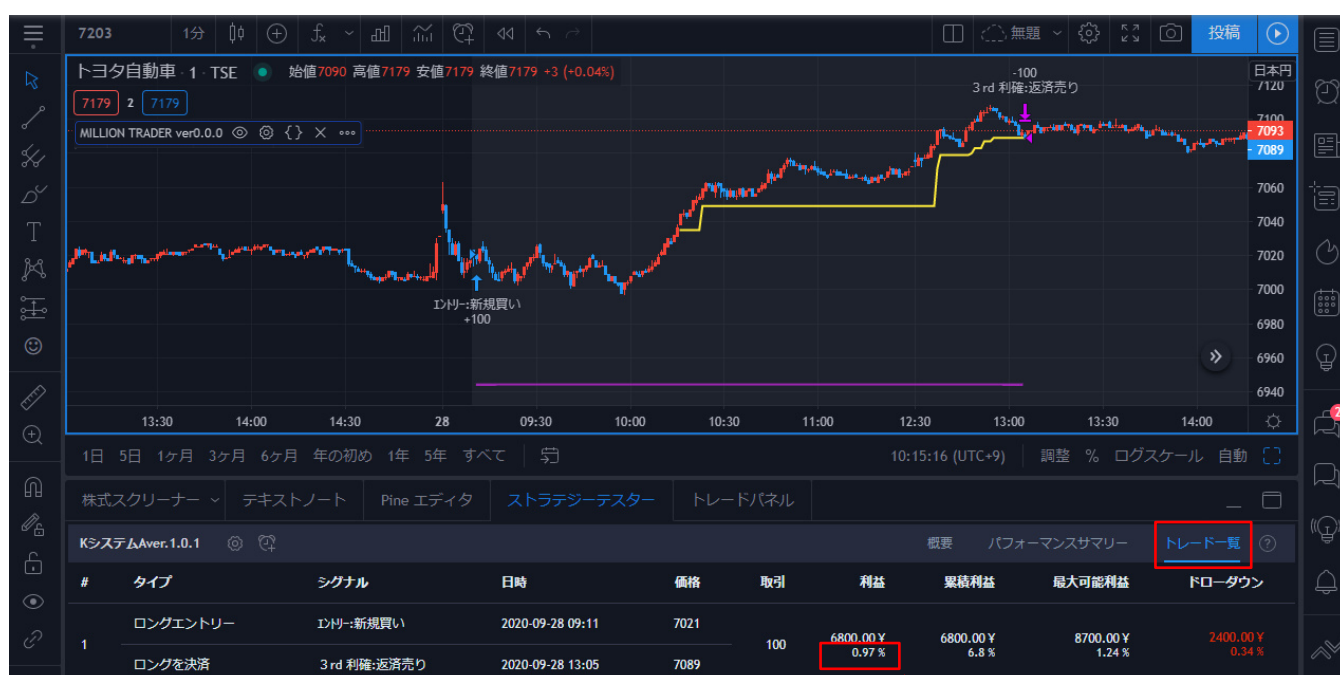 7203 1分 無題 投稿
トヨタ自動車 · 1 · TSE 始値7090 高値7179 安値7179 終値7179 +3 (+0.04%)
7179 2 7179
MILLION TRADER ver0.0.0
日本円
-100
3 rd 利確:返済売り
7120
7100
7093
7089
7060
7040
7020
7000
6980
6960
6940
エントリー:新規買い
+100
13:30 14:00 14:30 28 09:30 10:00 10:30 11:00 12:30 13:00 13:30 14:00
1日 5日 1ヶ月 3ヶ月 6ヶ月 年の初め 1年 5年 すべて 10:15:16 (UTC+9) 調整 % ログスケール 自動
株式スクリーナー テキストノート Pine エディタ ストラテジーテスター トレードパネル
KシステムAver.1.0.1 概要 パフォーマンスサマリー トレード一覧
# タイプ シグナル 日時 価格 取引 利益 累積利益 最大可能利益 ドローダウン
ロングエントリー エントリー:新規買い 2020-09-28 09:11 7021
1 100 6800.00 ¥ 6800.00 ¥ 8700.00 ¥ 2400.00 ¥
0.97 % 6.8 % 1.24 % 0.34 %
ロングを決済 3 rd 利確:返済売り 2020-09-28 13:05 7089